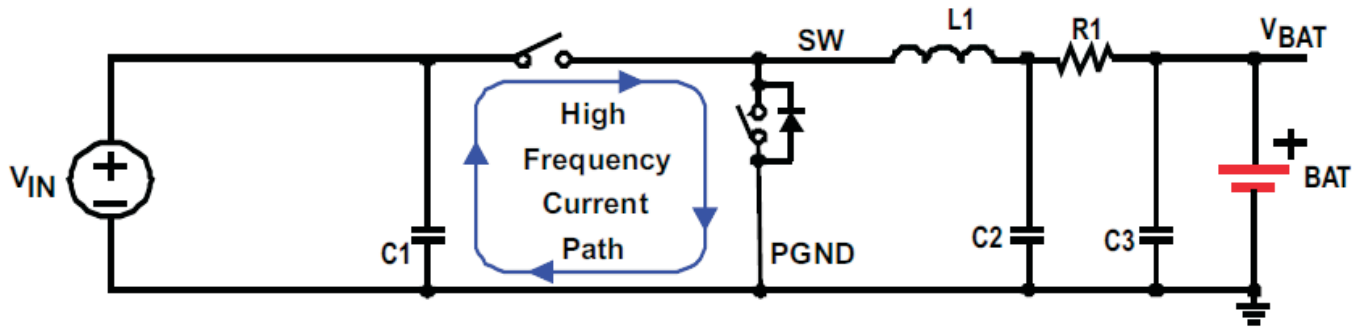 L1
R1
VBAT
SW
High
Frequency
Current
Path
VIN
+
−
C1
PGND
C2
C3
+
BAT